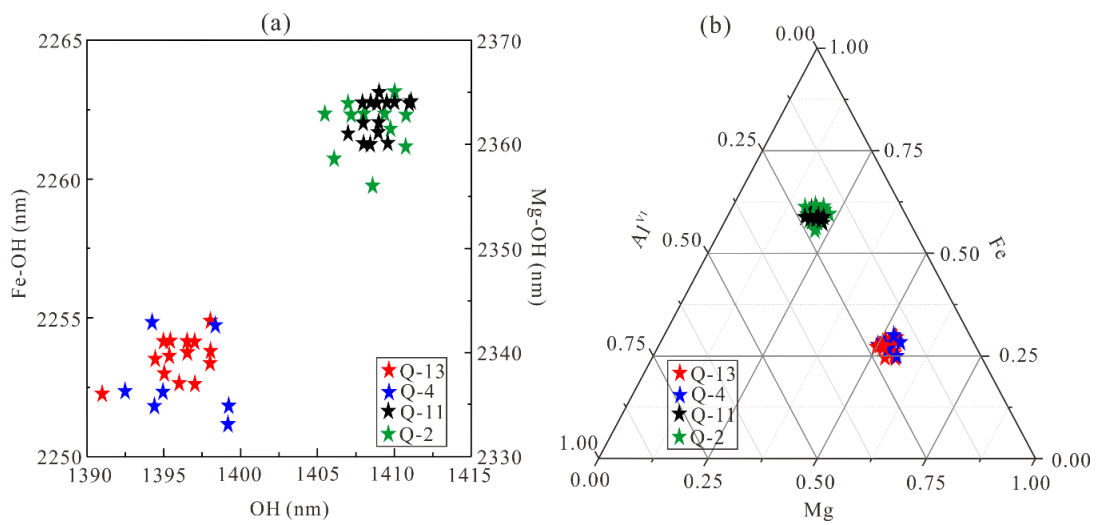 (a)
2265
2260
2255
2250
Fe-OH (nm)
2370
2360
2350
2340
2330
Mg-OH (nm)
1390
1395
1400
1405
1410
1415
OH (nm)
Q-13
Q-4
Q-11
Q-2
(b)
0.00
1.00
0.25
0.75
0.50
0.50
0.75
0.25
1.00
0.00
Al^VI
Fe
0.00
0.25
0.50
0.75
1.00
Mg
Q-13
Q-4
Q-11
Q-2